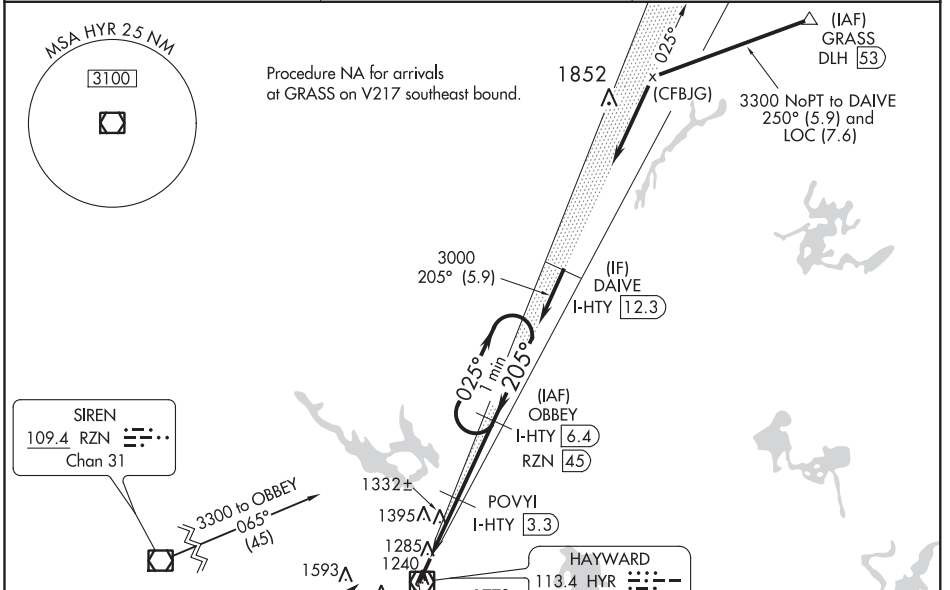 MSA HYR 25 NM
3100
Procedure NA for arrivals
at GRASS on V217 southeast bound.
1852
025°
(CFBJG)
(IAF)
GRASS
DLH 53
3300 NoPT to DAIVE
250° (5.9) and
LOC (7.6)
3000
205° (5.9)
(IF)
DAIVE
I-HTY 12.3
025°
1 min
205°
(IAF)
OBBEY
I-HTY 6.4
RZN 45
SIREN
109.4 RZN
Chan 31
3300 to OBBEY
065°
(45)
1332±
1395
POVYI
I-HTY 3.3
1285
1240
1593
HAYWARD
113.4 HYR